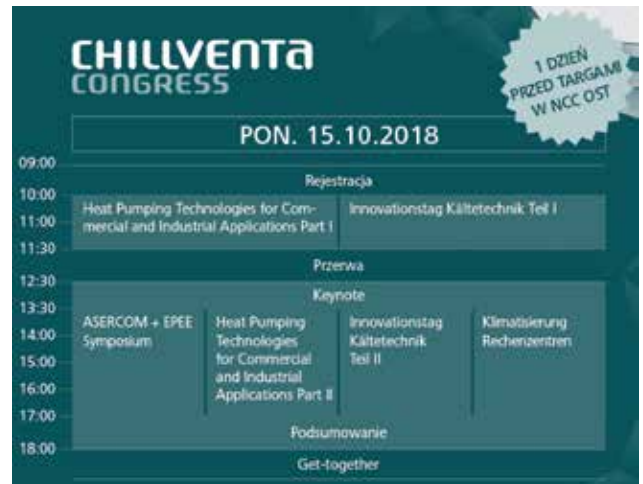 CHILLVENTA
CONGRESS
1 DZIEŃ
PRZED TARGAMI
W NCC OST
PON. 15.10.2018
09:00
Rejestracja
10:00
Heat Pumping Technologies for Com-
mercial and Industrial Applications Part I
Innovationstag Kältetechnik Teil I
11:00
11:30
Przerwa
12:30
Keynote
13:30
ASERCOM + EPEE
Symposium
Heat Pumping
Technologies
for Commercial
and Industrial
Applications Part II
Innovationstag
Kältetechnik
Teil II
Klimatisierung
Rechenzentren
14:00
15:00
16:00
17:00
Podsumowanie
18:00
Get-together